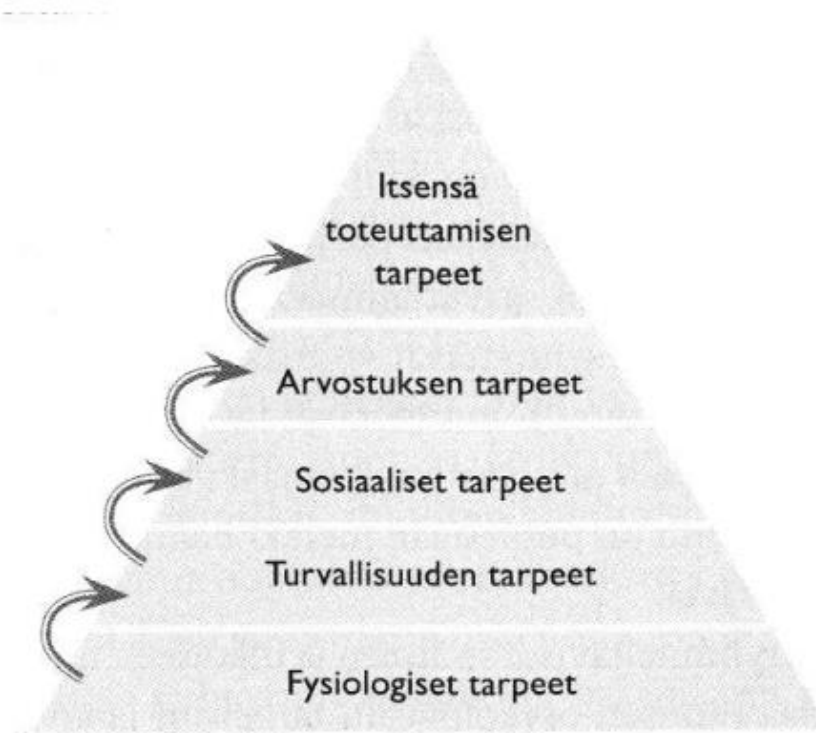 Itsensä
toteuttamisen
tarpeet
Arvostuksen tarpeet
Sosiaaliset tarpeet
Turvallisuuden tarpeet
Fysiologiset tarpeet